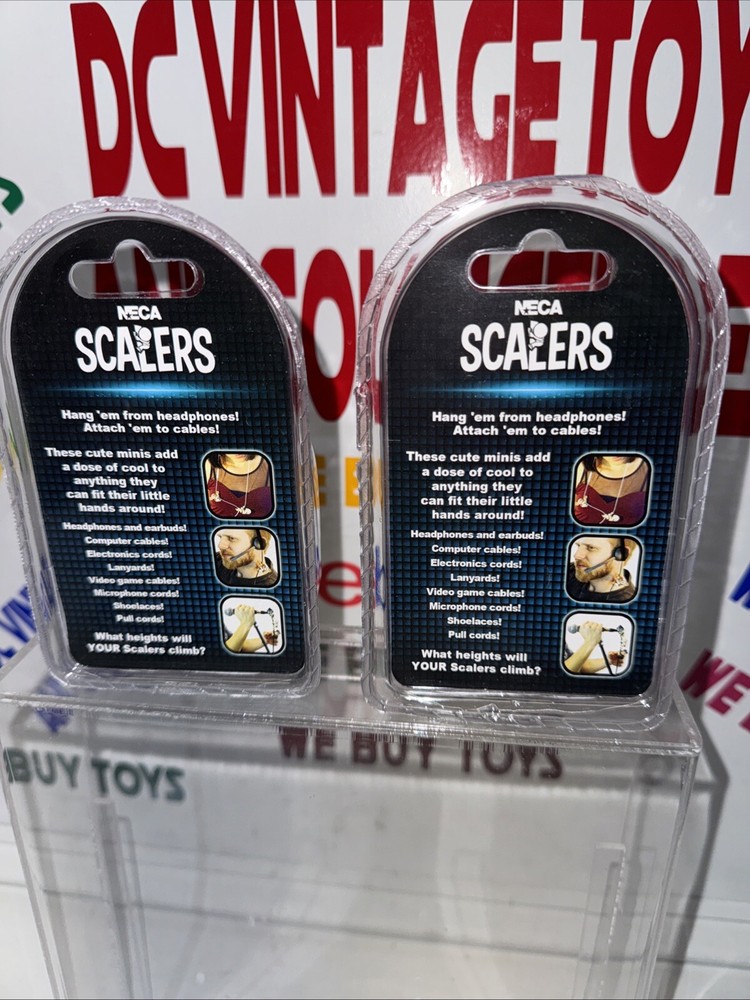 DC VINTAGE TOY
NECA
SCALERS
Hang 'em from headphones!
Attach 'em to cables!
These cute minis add
a dose of cool to
anything they
can fit their little
hands around!
Headphones and earbuds!
Computer cables!
Electronics cords!
Lanyards!
Video game cables!
Microphone cords!
Shoelaces!
Pull cords!
What heights will
YOUR Scalers climb?
NECA
SCALERS
Hang 'em from headphones!
Attach 'em to cables!
These cute minis add
a dose of cool to
anything they
can fit their little
hands around!
Headphones and earbuds!
Computer cables!
Electronics cords!
Lanyards!
Video game cables!
Microphone cords!
Shoelaces!
Pull cords!
What heights will
YOUR Scalers climb?
WE BUY TOYS
BUY TOYS
WE